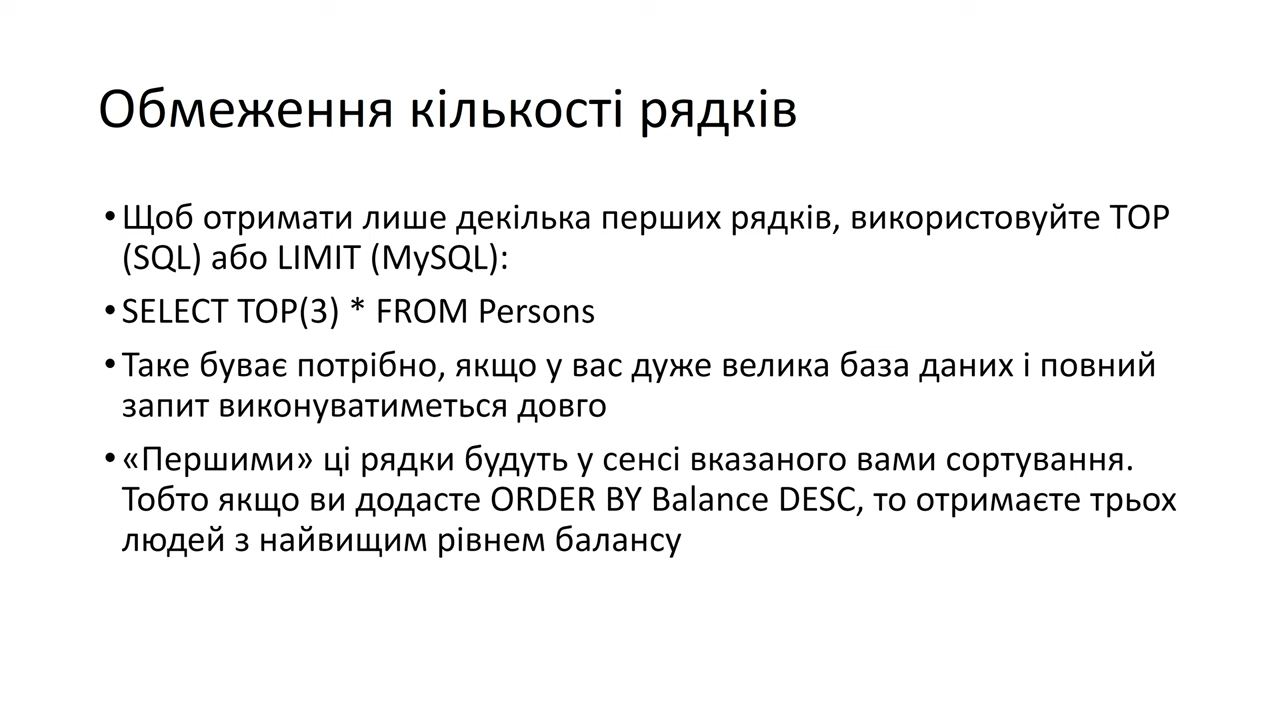 Обмеження кількості рядків
•Щоб отримати лише декілька перших рядків, використовуйте TOP
(SQL) або LIMIT (MySQL):
•SELECT TOP(3) * FROM Persons
•Таке буває потрібно, якщо у вас дуже велика база даних і повний
запит виконуватиметься довго
•«Першими» ці рядки будуть у сенсі вказаного вами сортування.
Тобто якщо ви додасте ORDER BY Balance DESC, то отримаєте трьох
людей з найвищим рівнем балансу